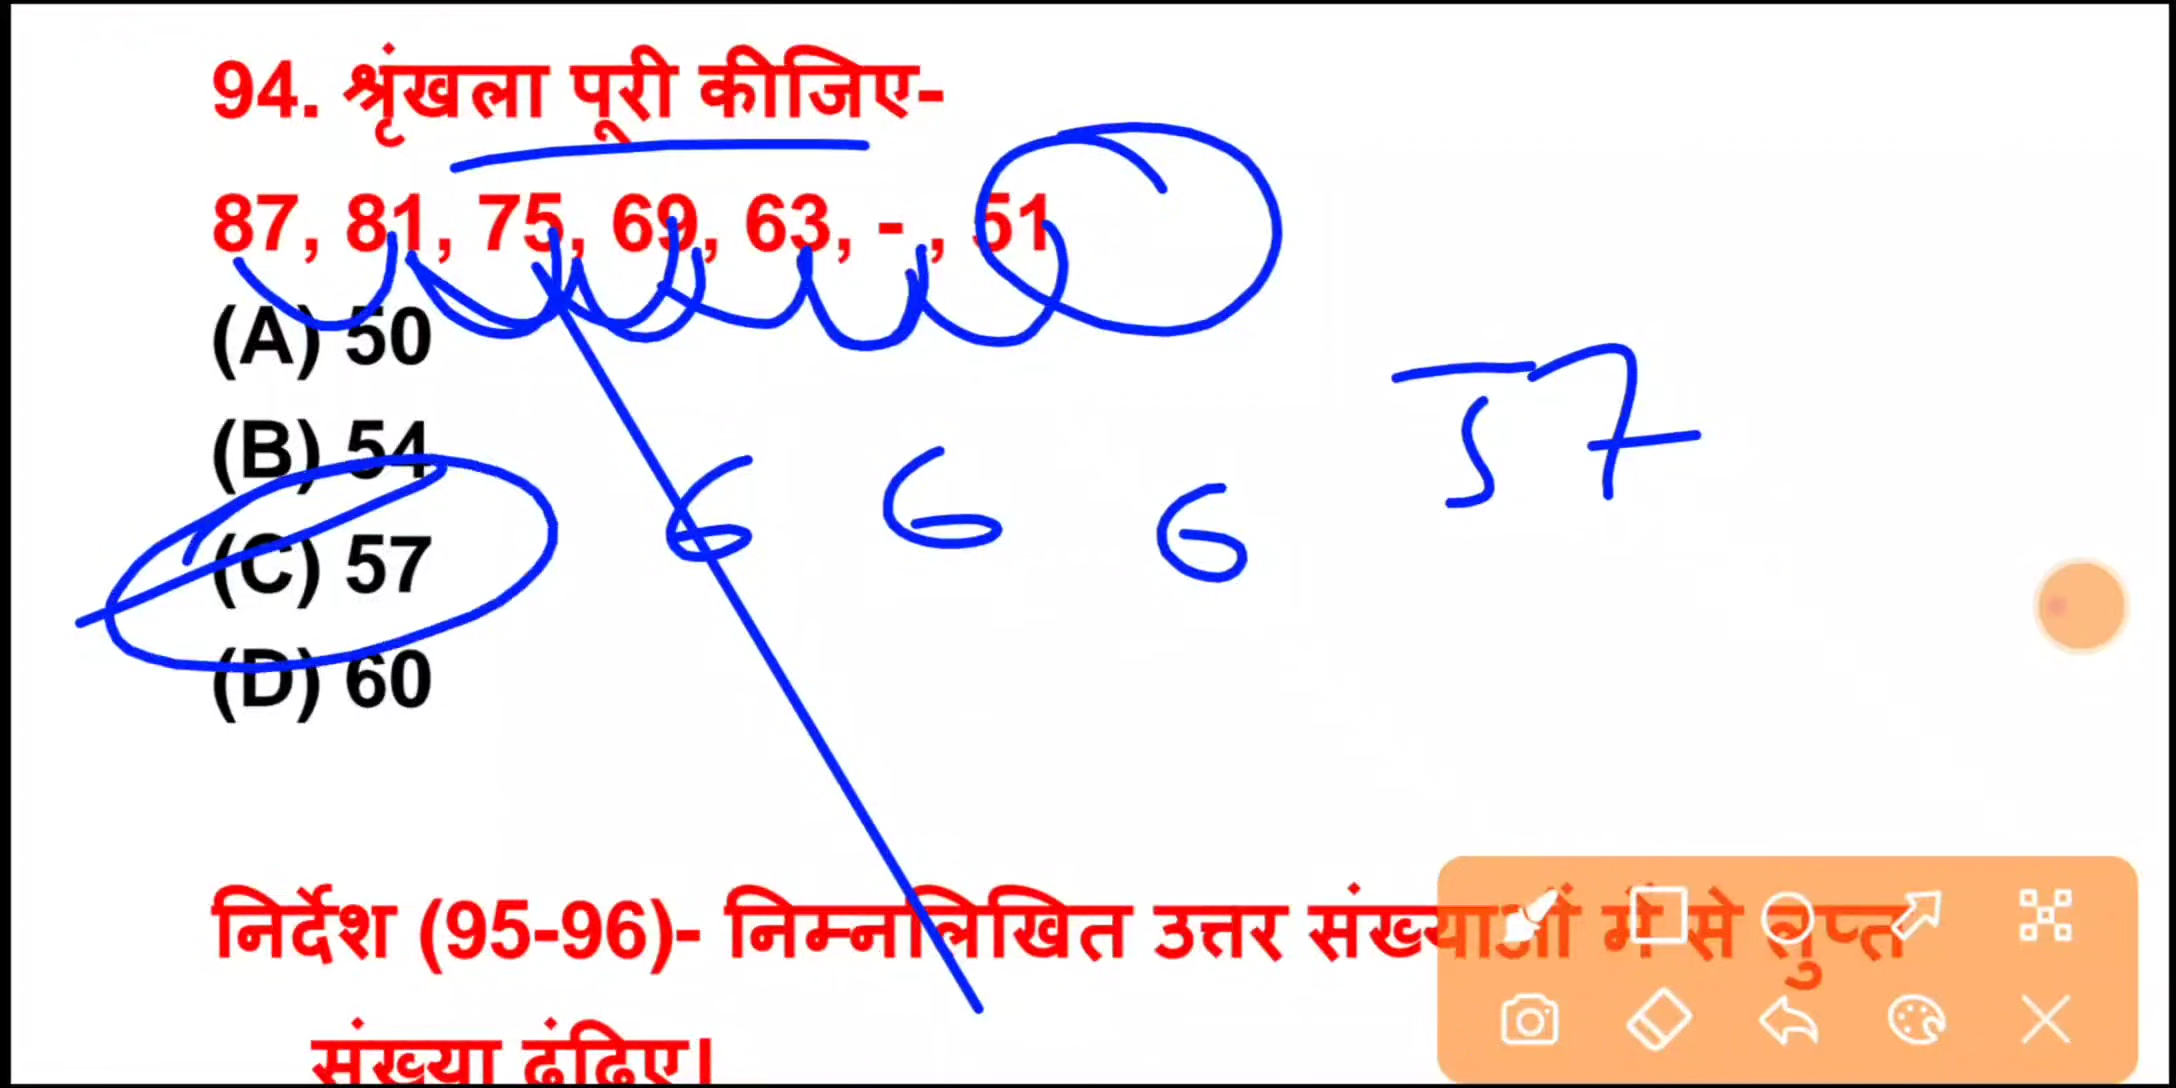 94. श्रृंखला पूरी कीजिए-
87, 81, 75, 69, 63, - , 51
(A) 50
(B) 54
57
(C) 57
6 6 6
(D) 60
निर्देश (95-96)- निम्नलिखित उत्तर संख्याओं में से लुप्त
संख्या ढूंढिए।